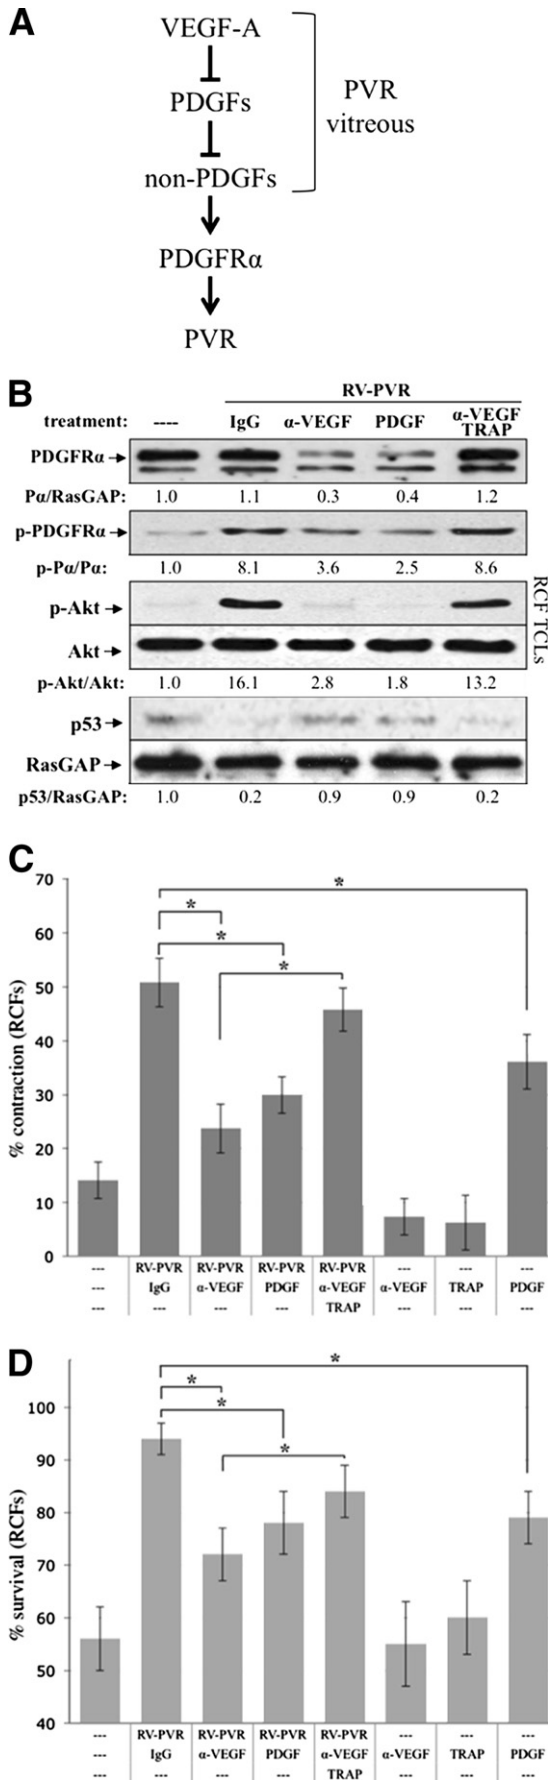 A
VEGF-A
PDGFs
non-PDGFs
PDGFRα
PVR
PVR
vitreous
B
RV-PVR
treatment: ---- IgG α-VEGF PDGF α-VEGF
TRAP
PDGFRα
Pα/RasGAP: 1.0 1.1 0.3 0.4 1.2
p-PDGFRα
p-Pα/Pα: 1.0 8.1 3.6 2.5 8.6
p-Akt
Akt
p-Akt/Akt: 1.0 16.1 2.8 1.8 13.2
p53
RasGAP
p53/RasGAP: 1.0 0.2 0.9 0.9 0.2
RCF TCLs
C
% contraction (RCFs)
70
60
50
40
30
20
10
0
* * * *
--- RV-PVR RV-PVR RV-PVR RV-PVR --- --- ---
--- IgG α-VEGF PDGF α-VEGF α-VEGF TRAP PDGF
--- --- --- --- TRAP --- --- ---
D
% survival (RCFs)
100
90
80
70
60
50
40
* * * *
--- RV-PVR RV-PVR RV-PVR RV-PVR --- --- ---
--- IgG α-VEGF PDGF α-VEGF α-VEGF TRAP PDGF
--- --- --- --- TRAP --- --- ---